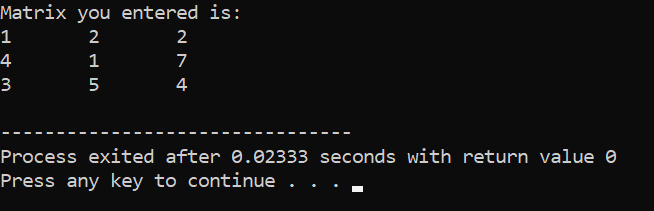 Matrix you entered is:
1 2 2
4 1 7
3 5 4
--------------------------------
Process exited after 0.02333 seconds with return value 0
Press any key to continue . . .